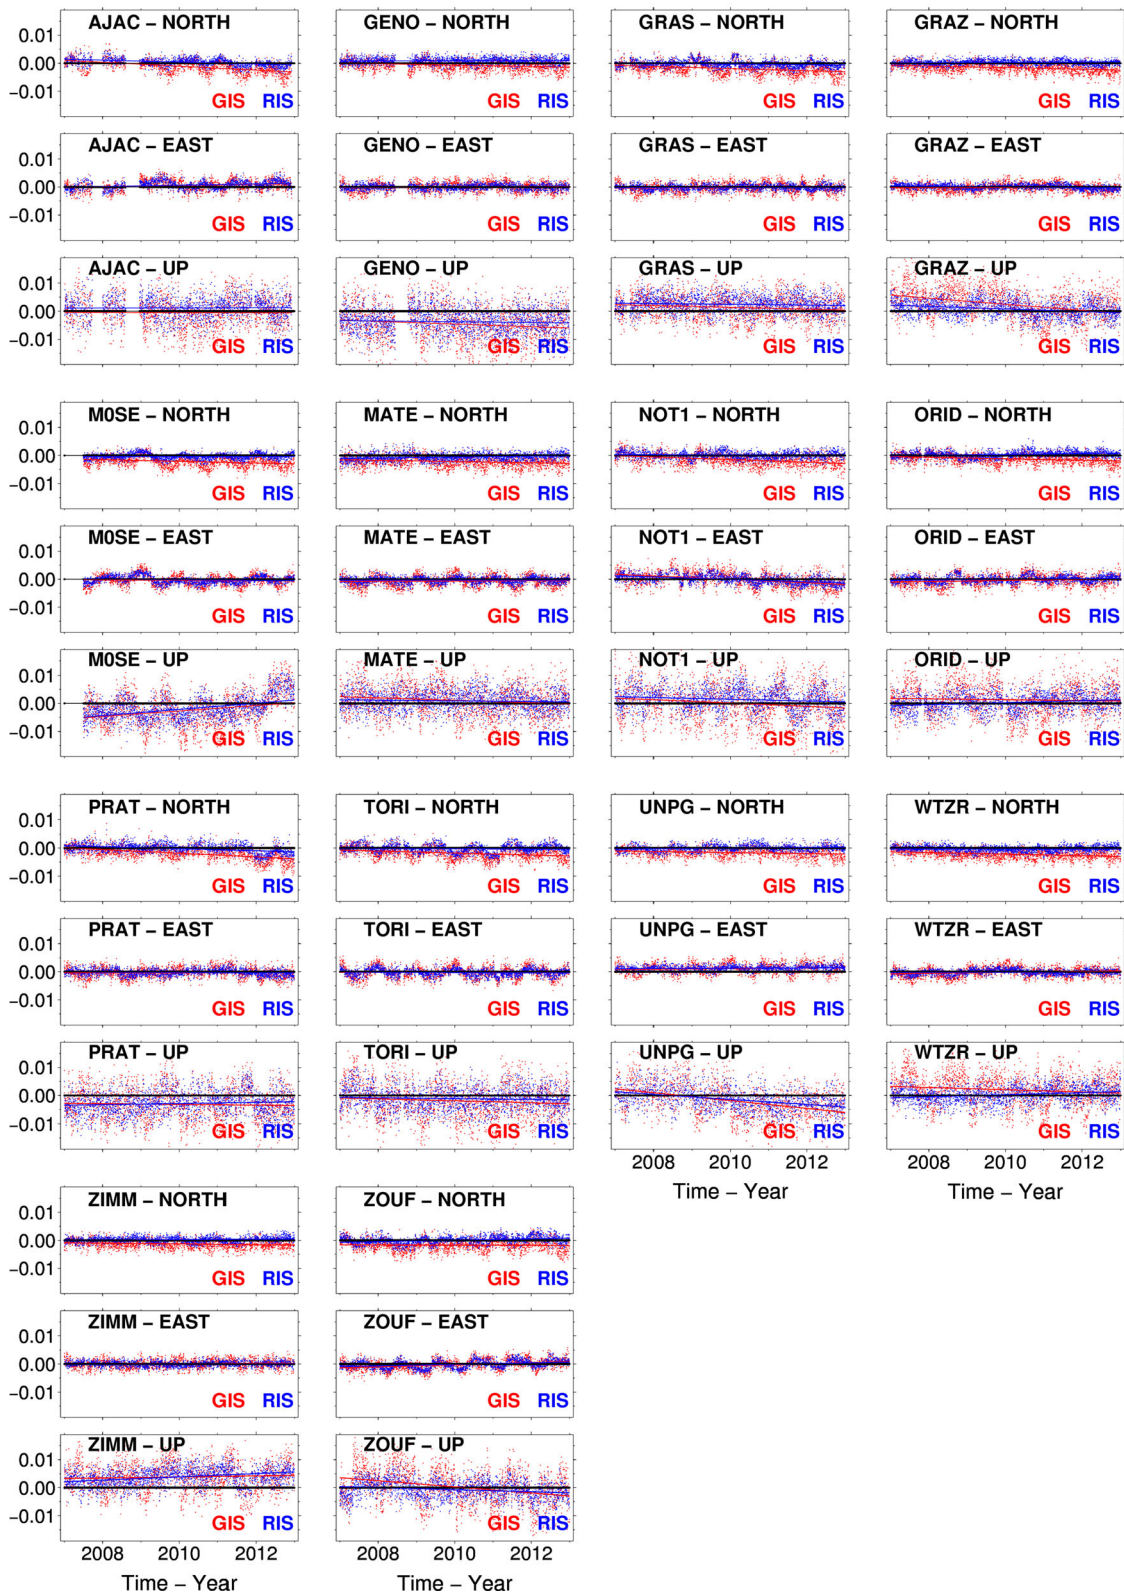 AJAC – NORTH GENO – NORTH GRAS – NORTH GRAZ – NORTH
0.01
0.00
−0.01
GIS RIS GIS RIS GIS RIS GIS RIS
AJAC – EAST GENO – EAST GRAS – EAST GRAZ – EAST
0.01
0.00
−0.01
GIS RIS GIS RIS GIS RIS GIS RIS
AJAC – UP GENO – UP GRAS – UP GRAZ – UP
0.01
0.00
−0.01
GIS RIS GIS RIS GIS RIS GIS RIS
M0SE – NORTH MATE – NORTH NOT1 – NORTH ORID – NORTH
0.01
0.00
−0.01
GIS RIS GIS RIS GIS RIS GIS RIS
M0SE – EAST MATE – EAST NOT1 – EAST ORID – EAST
0.01
0.00
−0.01
GIS RIS GIS RIS GIS RIS GIS RIS
M0SE – UP MATE – UP NOT1 – UP ORID – UP
0.01
0.00
−0.01
GIS RIS GIS RIS GIS RIS GIS RIS
PRAT – NORTH TORI – NORTH UNPG – NORTH WTZR – NORTH
0.01
0.00
−0.01
GIS RIS GIS RIS GIS RIS GIS RIS
PRAT – EAST TORI – EAST UNPG – EAST WTZR – EAST
0.01
0.00
−0.01
GIS RIS GIS RIS GIS RIS GIS RIS
PRAT – UP TORI – UP UNPG – UP WTZR – UP
0.01
0.00
−0.01
GIS RIS GIS RIS GIS RIS GIS RIS
2008 2010 2012 2008 2010 2012
Time – Year Time – Year
ZIMM – NORTH ZOUF – NORTH
0.01
0.00
−0.01
GIS RIS GIS RIS
ZIMM – EAST ZOUF – EAST
0.01
0.00
−0.01
GIS RIS GIS RIS
ZIMM – UP ZOUF – UP
0.01
0.00
−0.01
GIS RIS GIS RIS
2008 2010 2012 2008 2010 2012
Time – Year Time – Year